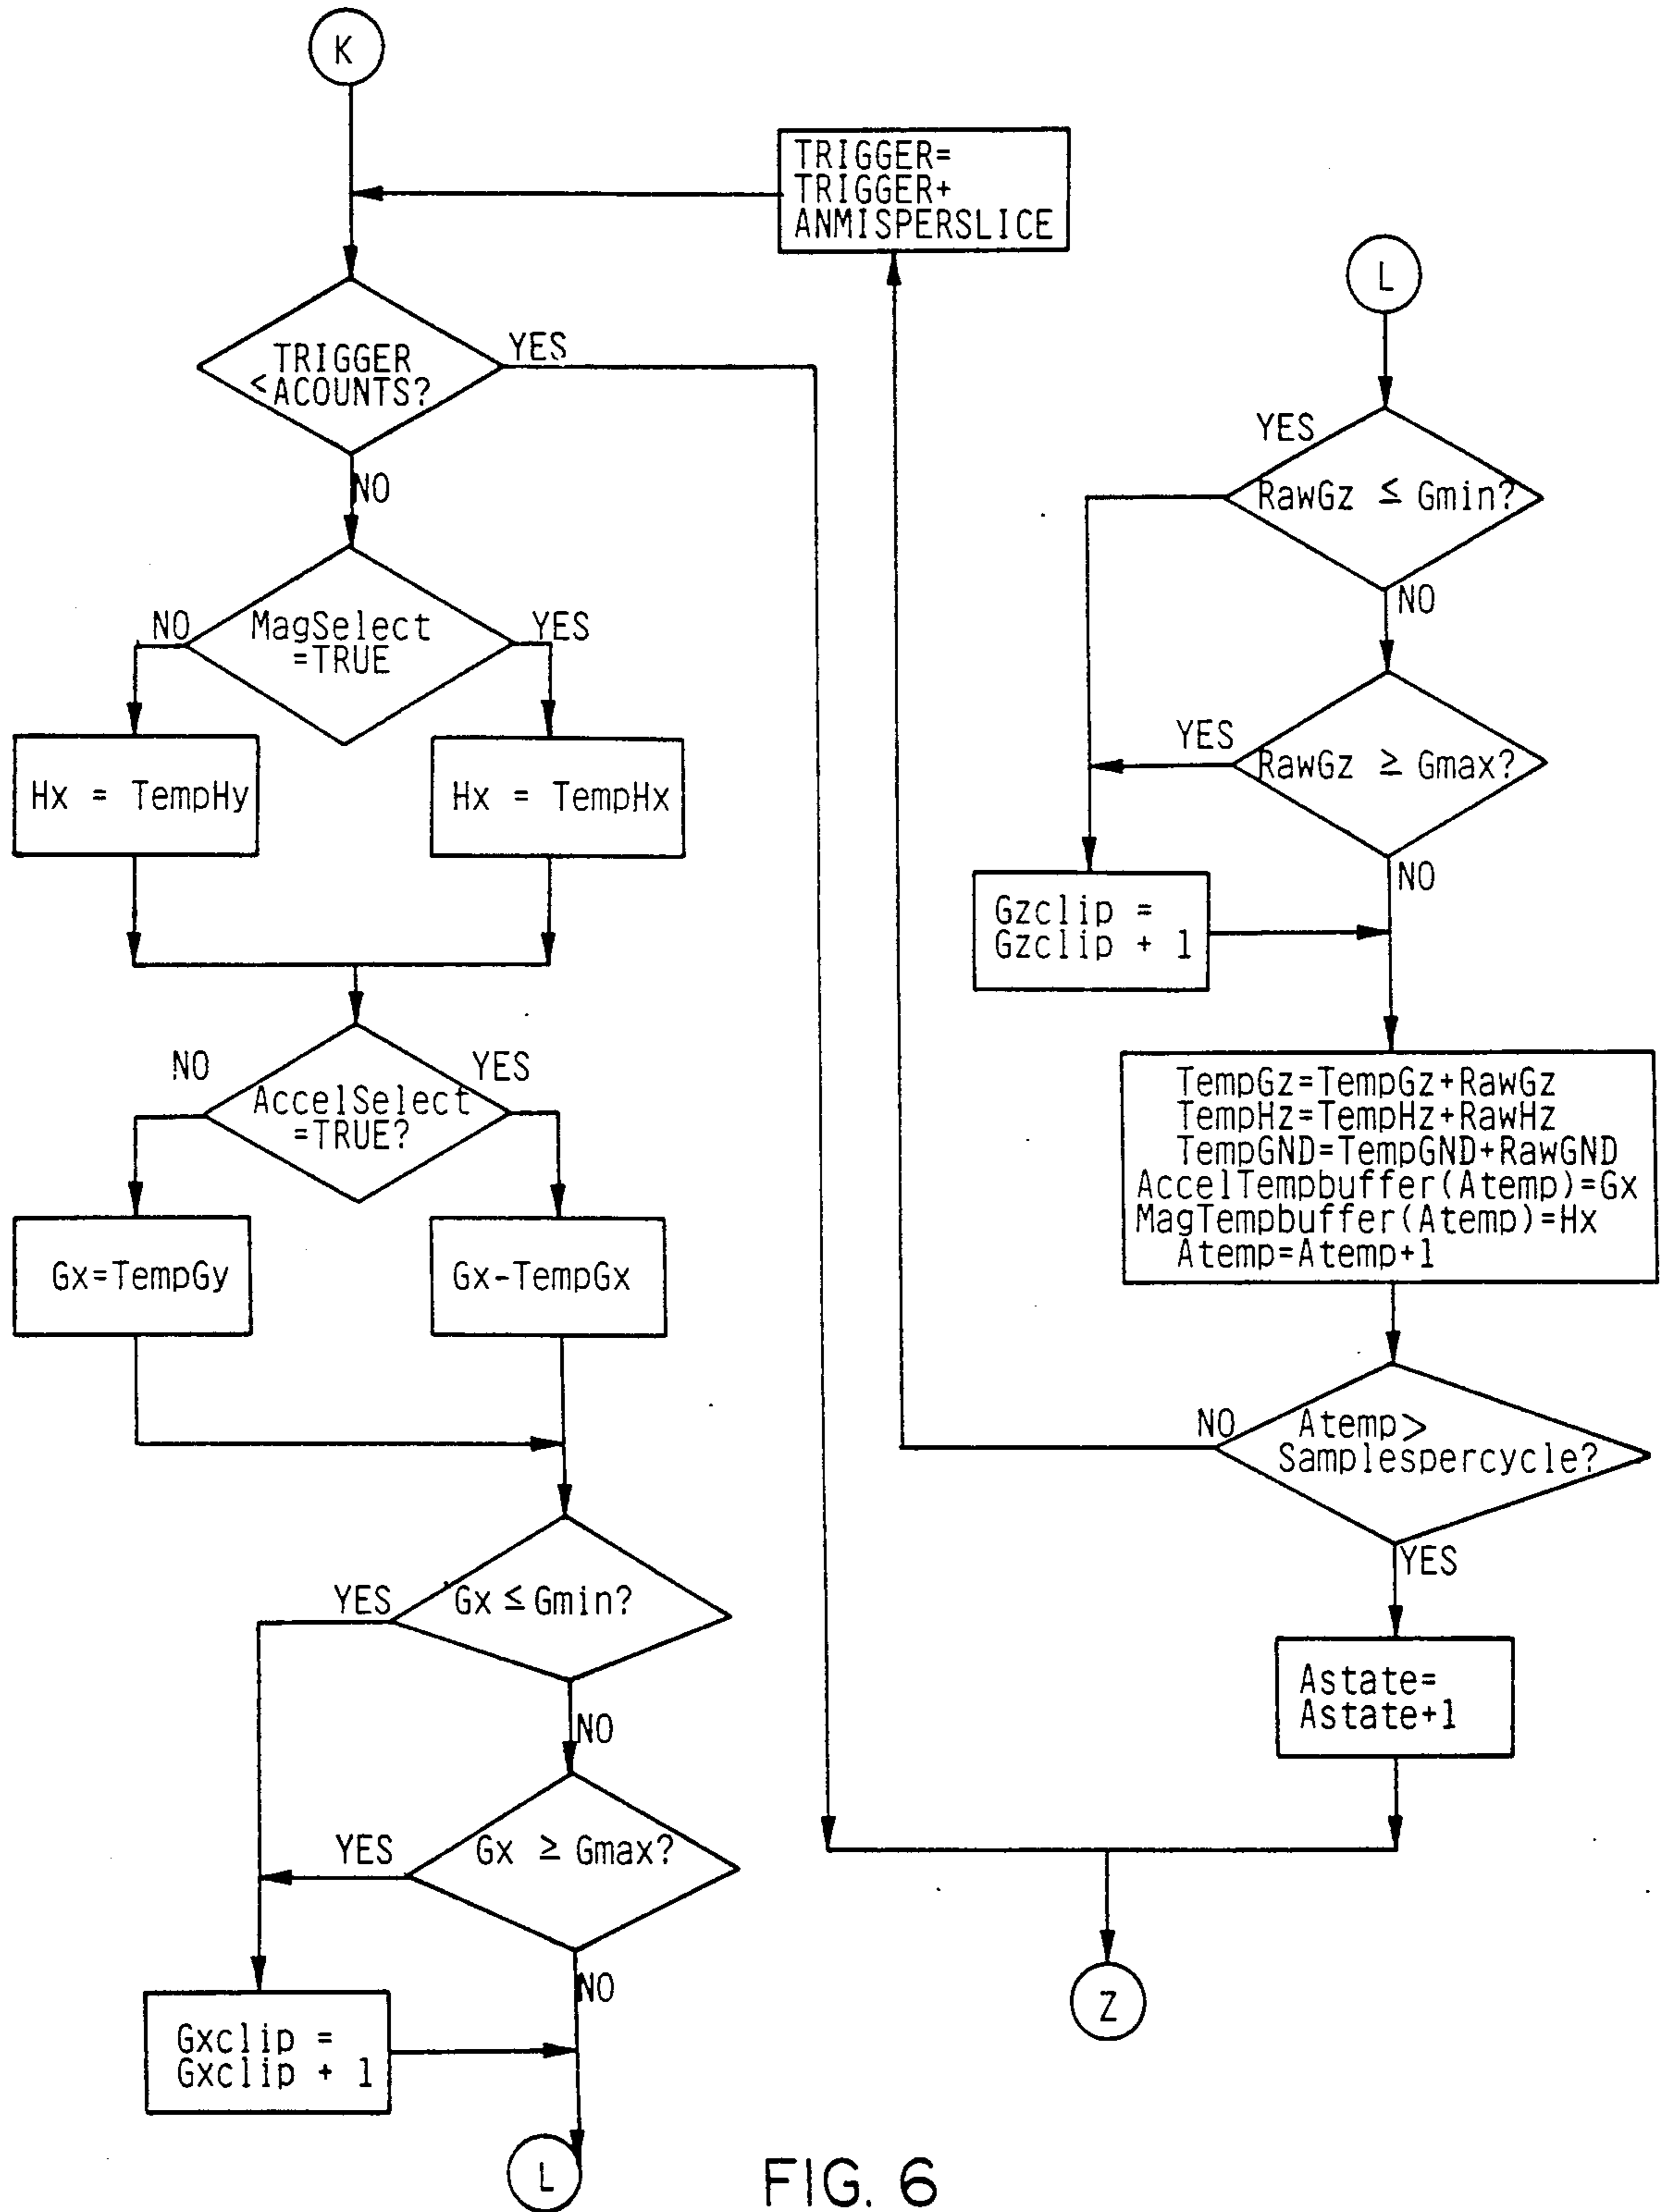 K
TRIGGER=
TRIGGER+
ANMISPERSLICE
TRIGGER
<ACOUNTS?
YES
NO
MagSelect
=TRUE
NO
YES
Hx = TempHy
Hx = TempHx
AccelSelect
=TRUE?
NO
YES
Gx=TempGy
Gx-TempGx
Gx ≤ Gmin?
YES
NO
Gx ≥ Gmax?
YES
NO
Gxclip =
Gxclip + 1
L
L
YES
RawGz ≤ Gmin?
NO
YES
RawGz ≥ Gmax?
NO
Gzclip =
Gzclip + 1
TempGz=TempGz+RawGz
TempHz=TempHz+RawHz
TempGND=TempGND+RawGND
AccelTempbuffer(Atemp)=Gx
MagTempbuffer(Atemp)=Hx
Atemp=Atemp+1
NO
Atemp>
Samplespercycle?
YES
Astate=
Astate+1
Z
FIG. 6